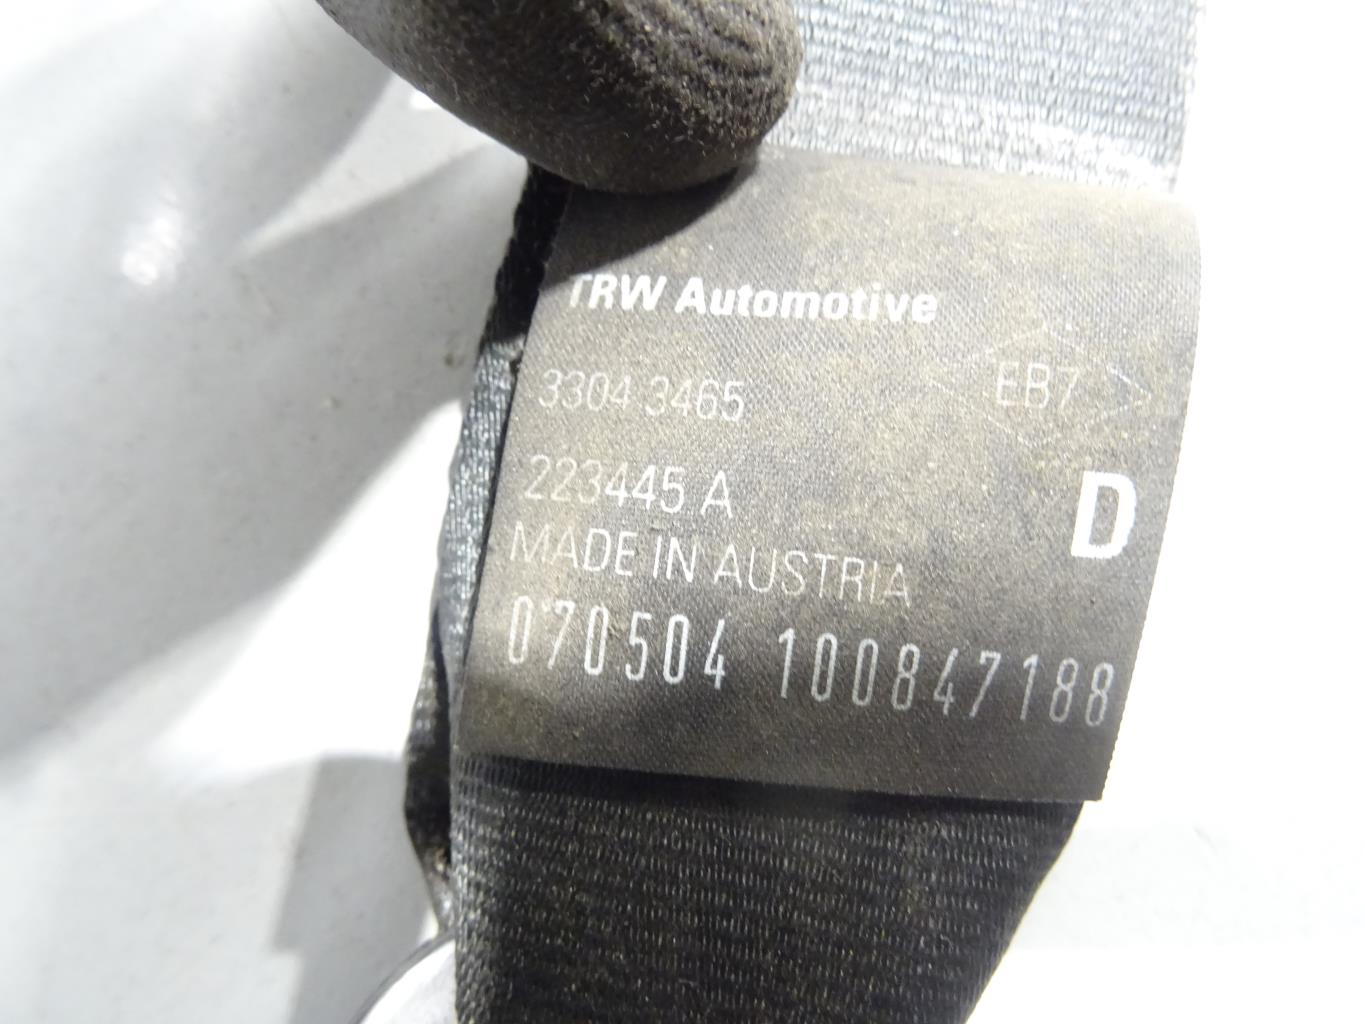 TRW Automotive
3304 3465 EB7
223445 A D
MADE IN AUSTRIA
070504 100847188